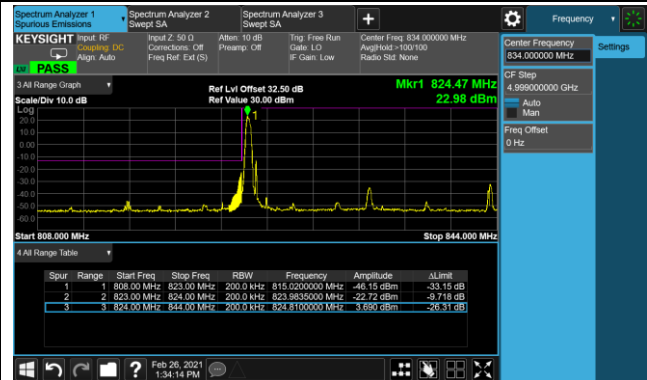 Spectrum Analyzer 1
Spurious Emissions
Spectrum Analyzer 2
Swept SA
Spectrum Analyzer 3
Swept SA
+
Frequency
KEYSIGHT
Input: RF
Coupling: DC
Align: Auto
Input Z: 50 Ω
Corrections: Off
Freq Ref: Ext (S)
Atten: 10 dB
Preamp: Off
Trig: Free Run
Gate: LO
IF Gain: Low
Center Freq: 834.000000 MHz
Avg|Hold:>100/100
Radio Std: None
PASS
Center Frequency
834.000000 MHz
Settings
CF Step
4.999000000 GHz
Auto
Man
Freq Offset
0 Hz
3 All Range Graph
Ref Lvl Offset 32.50 dB
Mkr1 824.47 MHz
Scale/Div 10.0 dB
Ref Value 30.00 dBm
22.98 dBm
Log
1
20.0
10.0
0.00
-10.0
-20.0
-30.0
-40.0
-50.0
-60.0
Start 808.000 MHz
Stop 844.000 MHz
4 All Range Table
Spur Range Start Freq Stop Freq RBW Frequency Amplitude ΔLimit
1 1 808.00 MHz 823.00 MHz 200.0 kHz 815.0200000 MHz -46.15 dBm -33.15 dB
2 2 823.00 MHz 824.00 MHz 200.0 kHz 823.9835000 MHz -22.72 dBm -9.718 dB
3 3 824.00 MHz 844.00 MHz 200.0 kHz 824.8100000 MHz 3.690 dBm -26.31 dB
?
Feb 26, 2021
1:34:14 PM